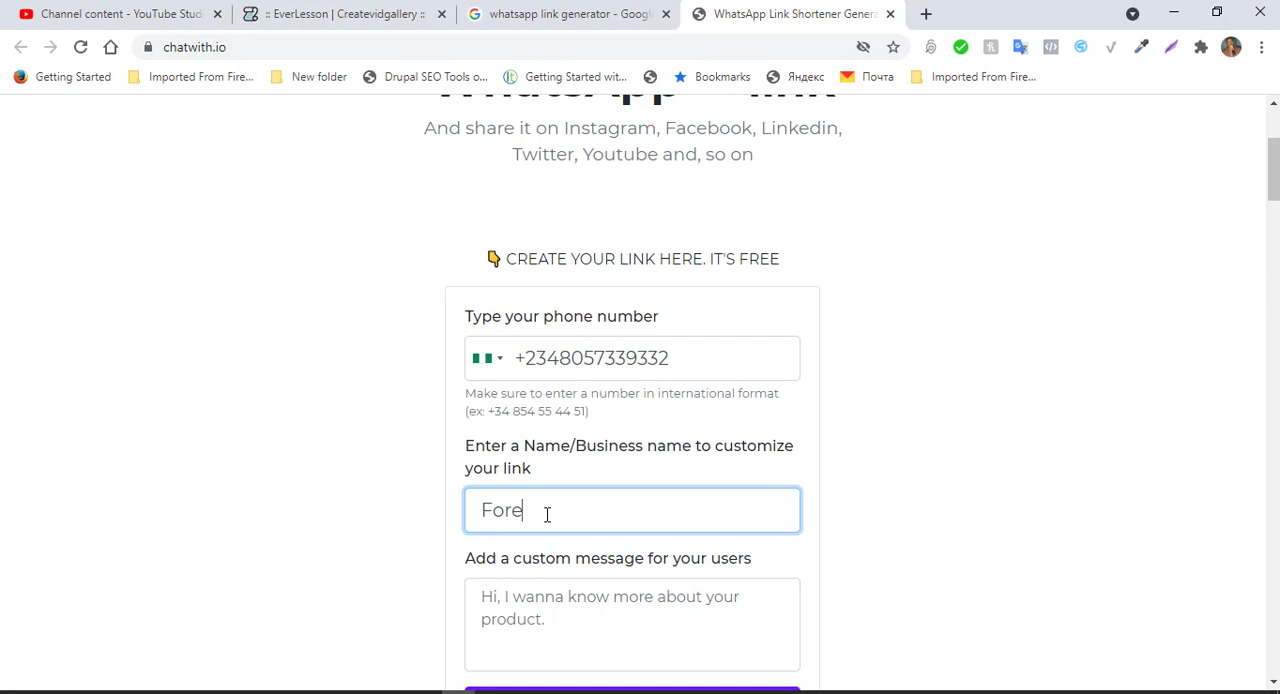 Channel content - YouTube Studi
:: EverLesson | Createvidgallery ::
whatsapp link generator - Googl
WhatsApp Link Shortener Genera
chatwith.io
Getting Started
Imported From Fire...
New folder
Drupal SEO Tools o...
Getting started wit...
Bookmarks
Яндекс
Почта
Imported From Fire...
And share it on Instagram, Facebook, Linkedin,
Twitter, Youtube and, so on
👇 CREATE YOUR LINK HERE. IT'S FREE
Type your phone number
+2348057339332
Make sure to enter a number in international format
(ex: +34 854 55 44 51)
Enter a Name/Business name to customize
your link
Fore
Add a custom message for your users
Hi, I wanna know more about your
product.